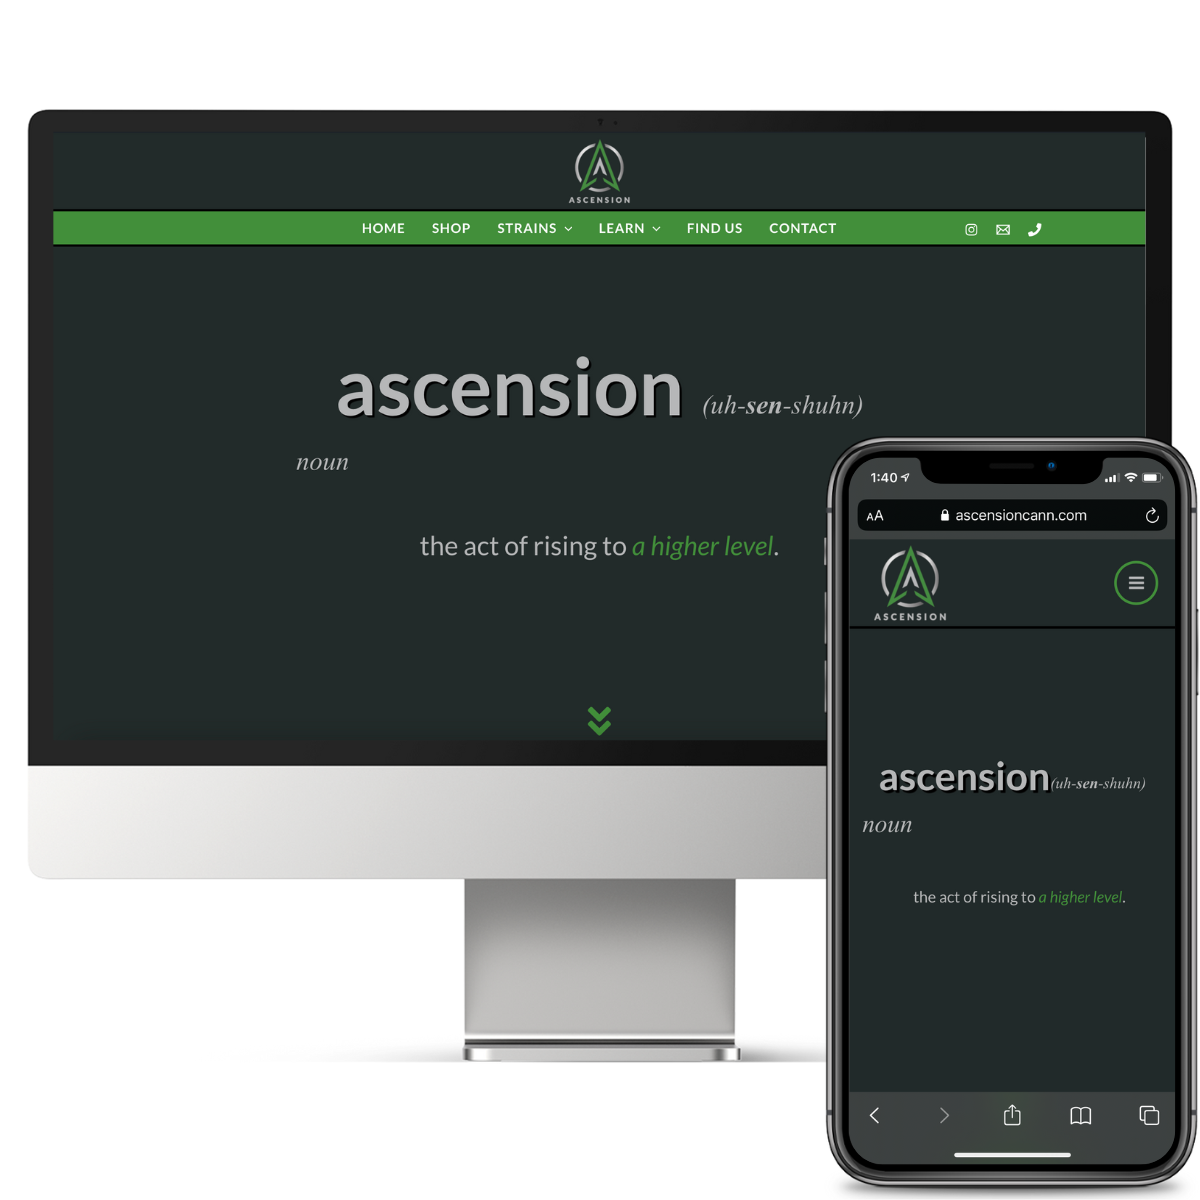 ASCENSION
HOME SHOP STRAINS LEARN FIND US CONTACT
ascension (uh-sen-shuhn)
noun
the act of rising to a higher level.
1:40
AA ascensioncann.com
ASCENSION
ascension(uh-sen-shuhn)
noun
the act of rising to a higher level.